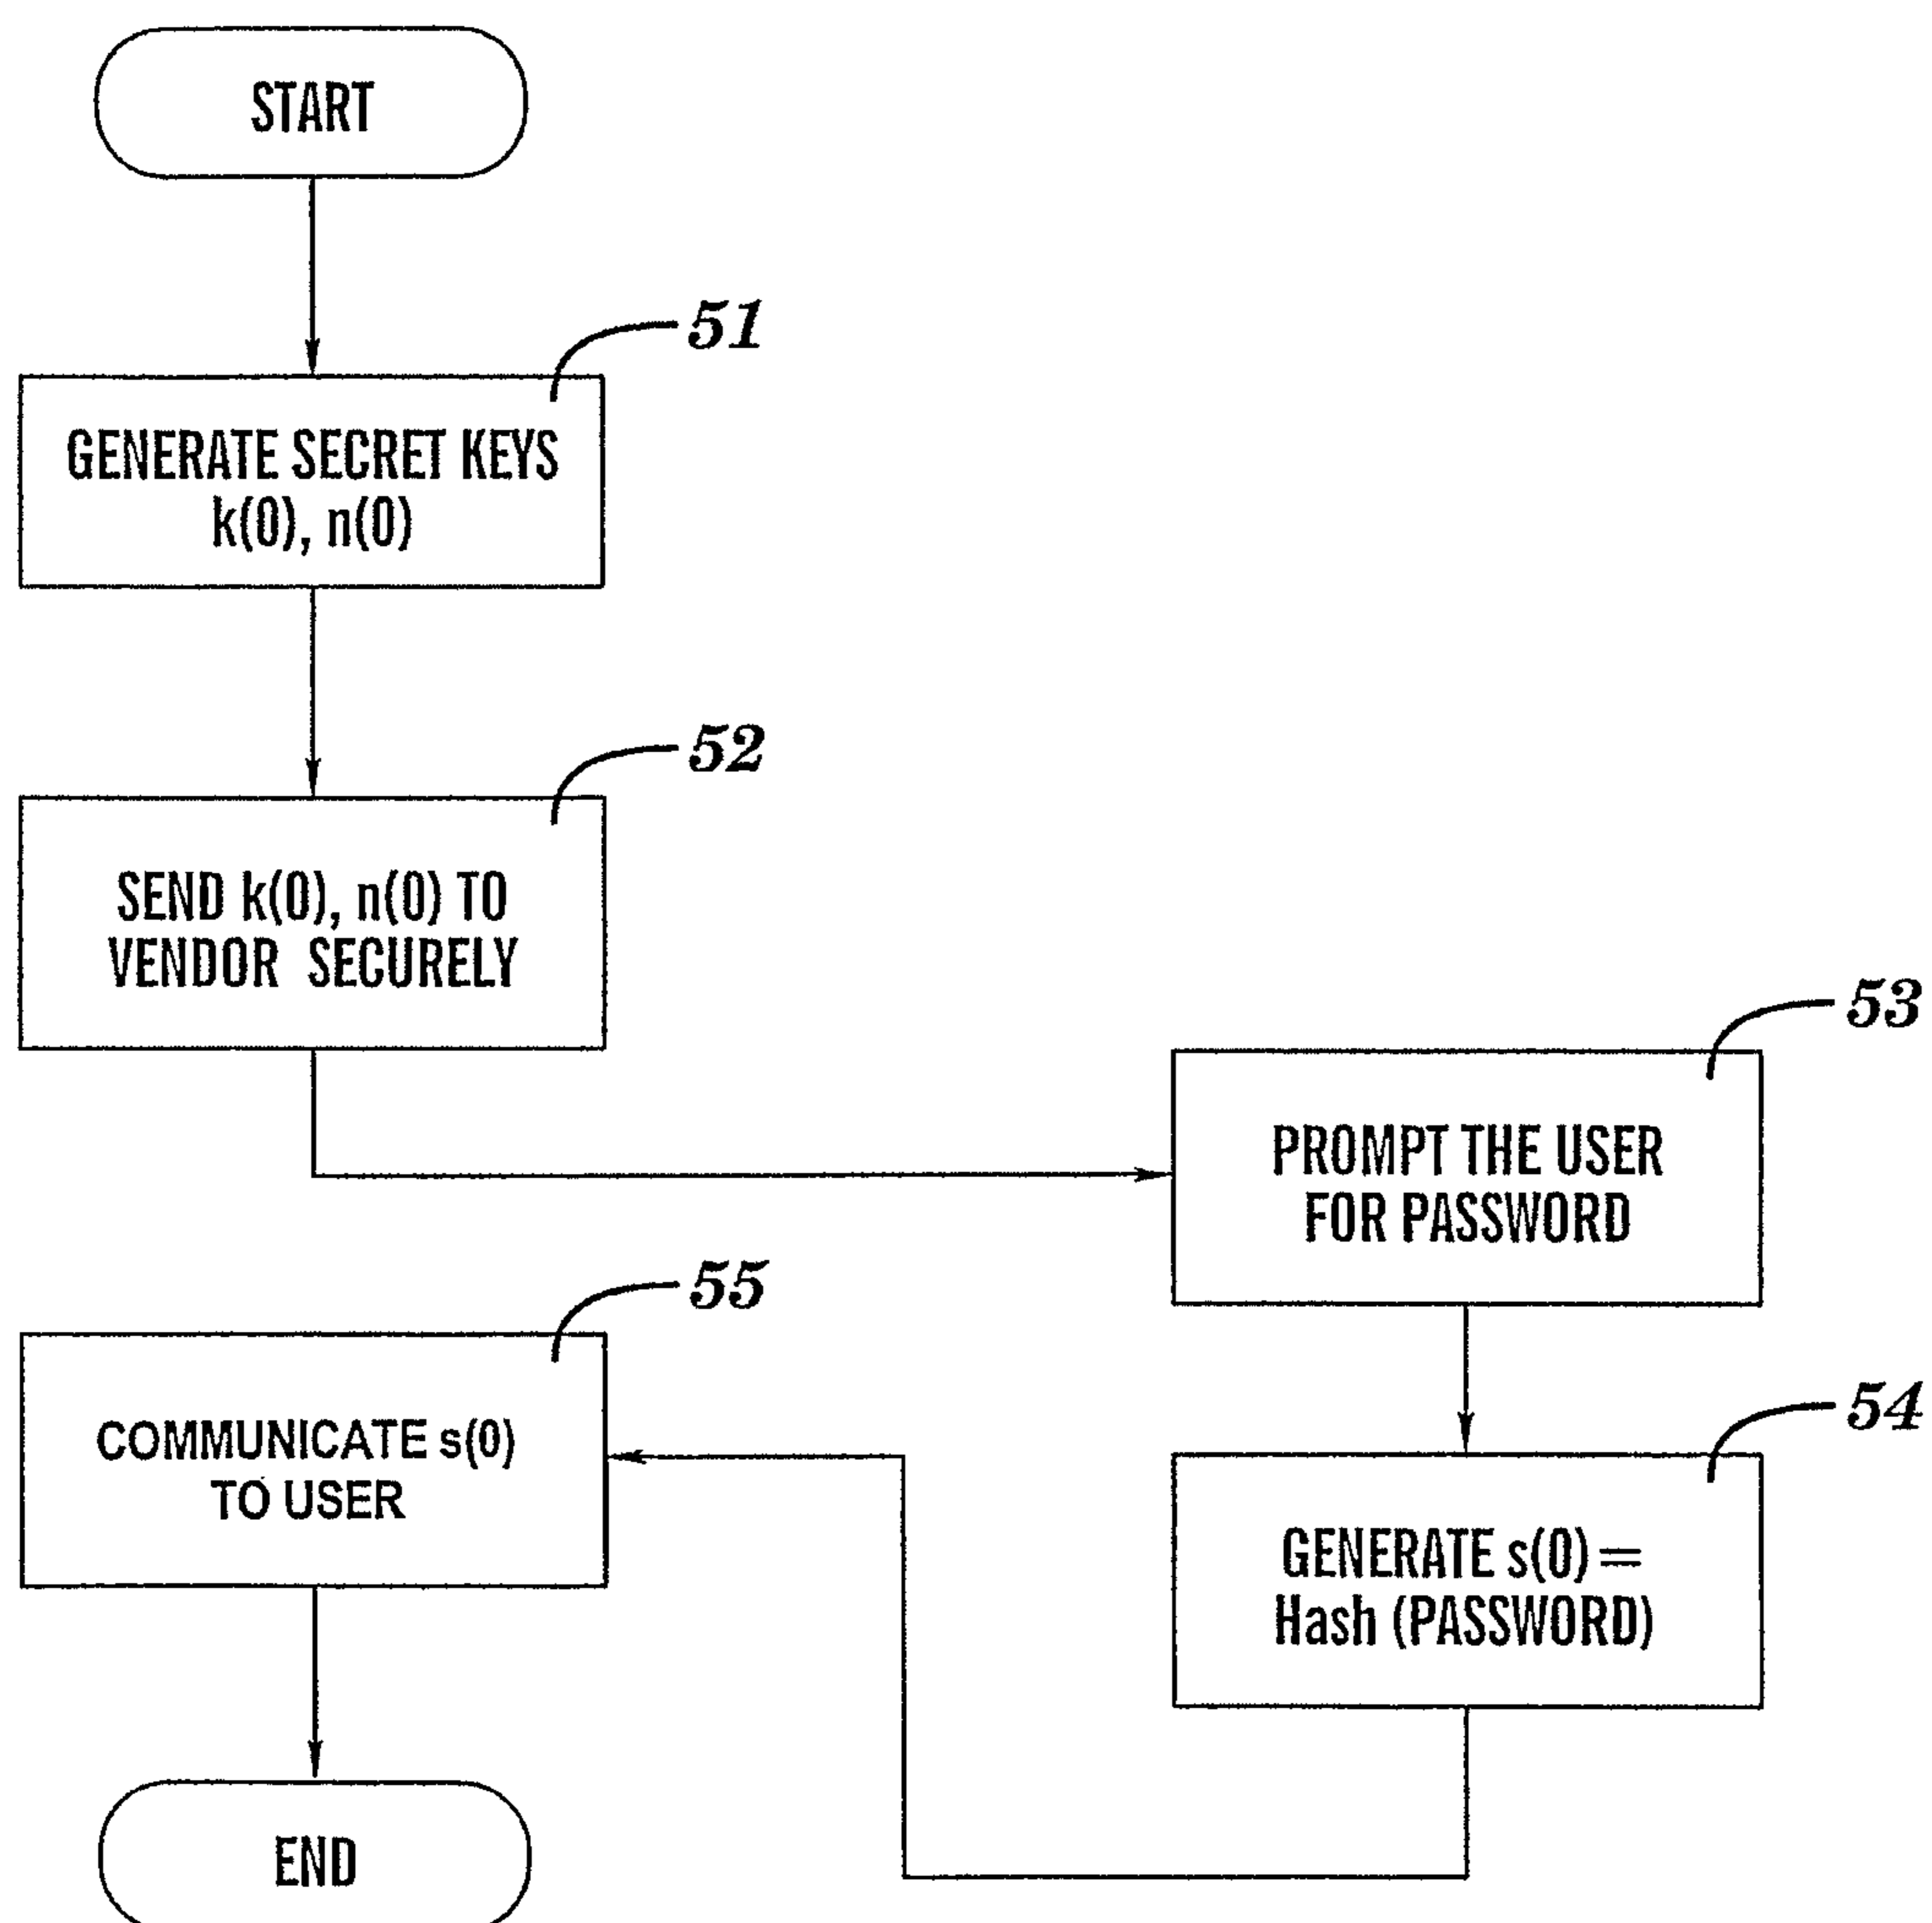 START
51
GENERATE SECRET KEYS
k(0), n(0)
52
SEND k(0), n(0) TO
VENDOR SECURELY
53
PROMPT THE USER
FOR PASSWORD
54
GENERATE s(0) =
Hash (PASSWORD)
55
COMMUNICATE s(0)
TO USER
END